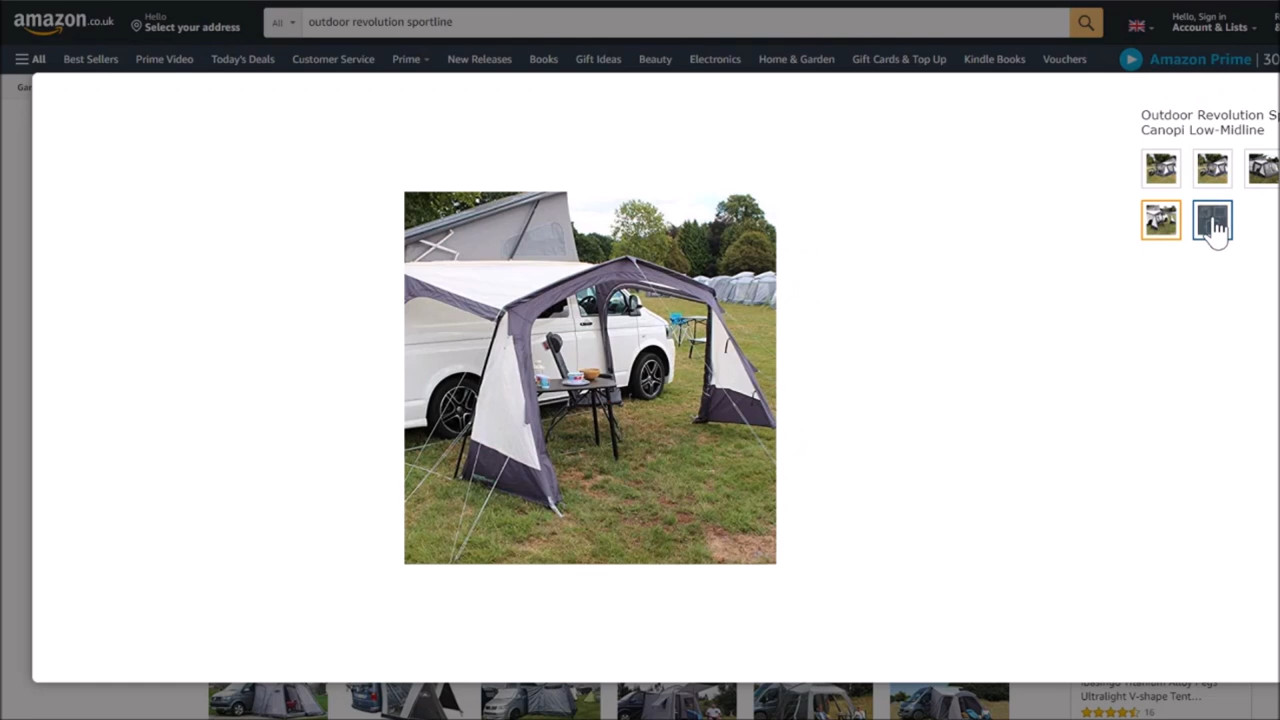 amazon.co.uk
Hello
Select your address
All
outdoor revolution sportline
Hello, Sign in
Account & Lists
All
Best Sellers
Prime Video
Today's Deals
Customer Service
Prime
New Releases
Books
Gift Ideas
Beauty
Electronics
Home & Garden
Gift Cards & Top Up
Kindle Books
Vouchers
Amazon Prime | 30
Outdoor Revolution
Canopi Low-Midline
Ultralight V-shape Tent...
16